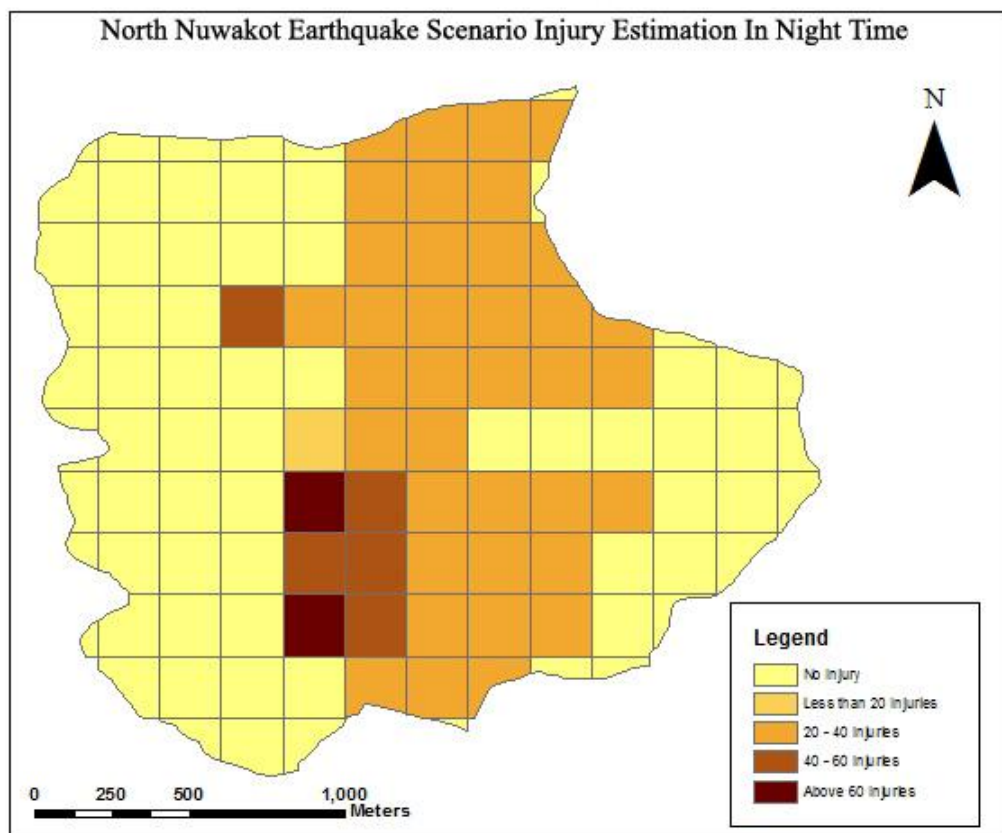 North Nuwakot Earthquake Scenario Injury Estimation In Night Time
N
Legend
No Injury
Less than 20 Injuries
20 - 40 Injuries
40 - 60 Injuries
Above 60 Injuries
0 250 500 1,000
Meters